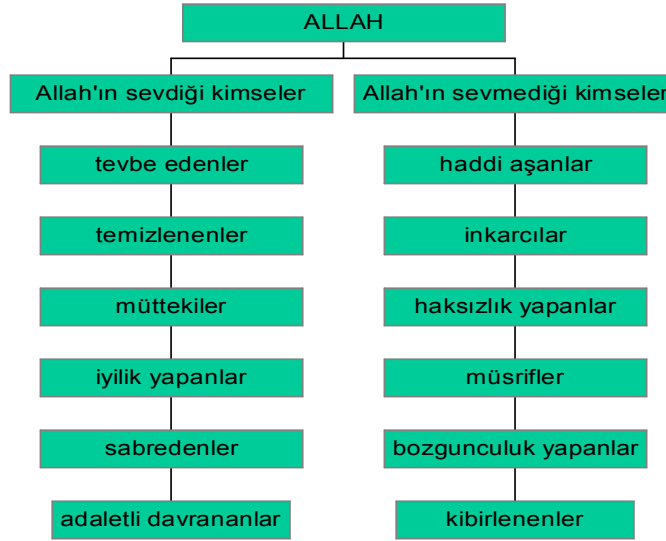 ALLAH
Allah'ın sevdiği kimseler
Allah'ın sevmediği kimseler
tevbe edenler
haddi aşanlar
temizlenenler
inkarcılar
müttekiler
haksızlık yapanlar
iyilik yapanlar
müsrifler
sabredenler
bozgunculuk yapanlar
adaletli davrananlar
kibirlenenler